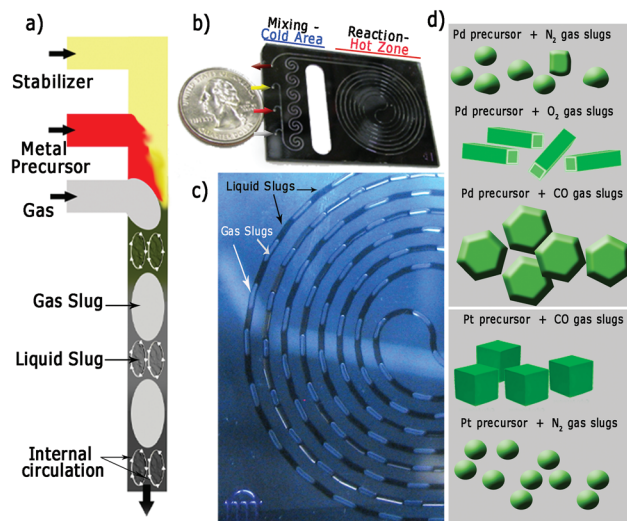 a)
Stabilizer
Metal
Precursor
Gas
Gas Slug
Liquid Slug
Internal
circulation
b)
Mixing -
Cold Area
Reaction-
Hot Zone
c)
Liquid Slugs
Gas Slugs
d)
Pd precursor + N₂ gas slugs
Pd precursor + O₂ gas slugs
Pd precursor + CO gas slugs
Pt precursor + CO gas slugs
Pt precursor + N₂ gas slugs